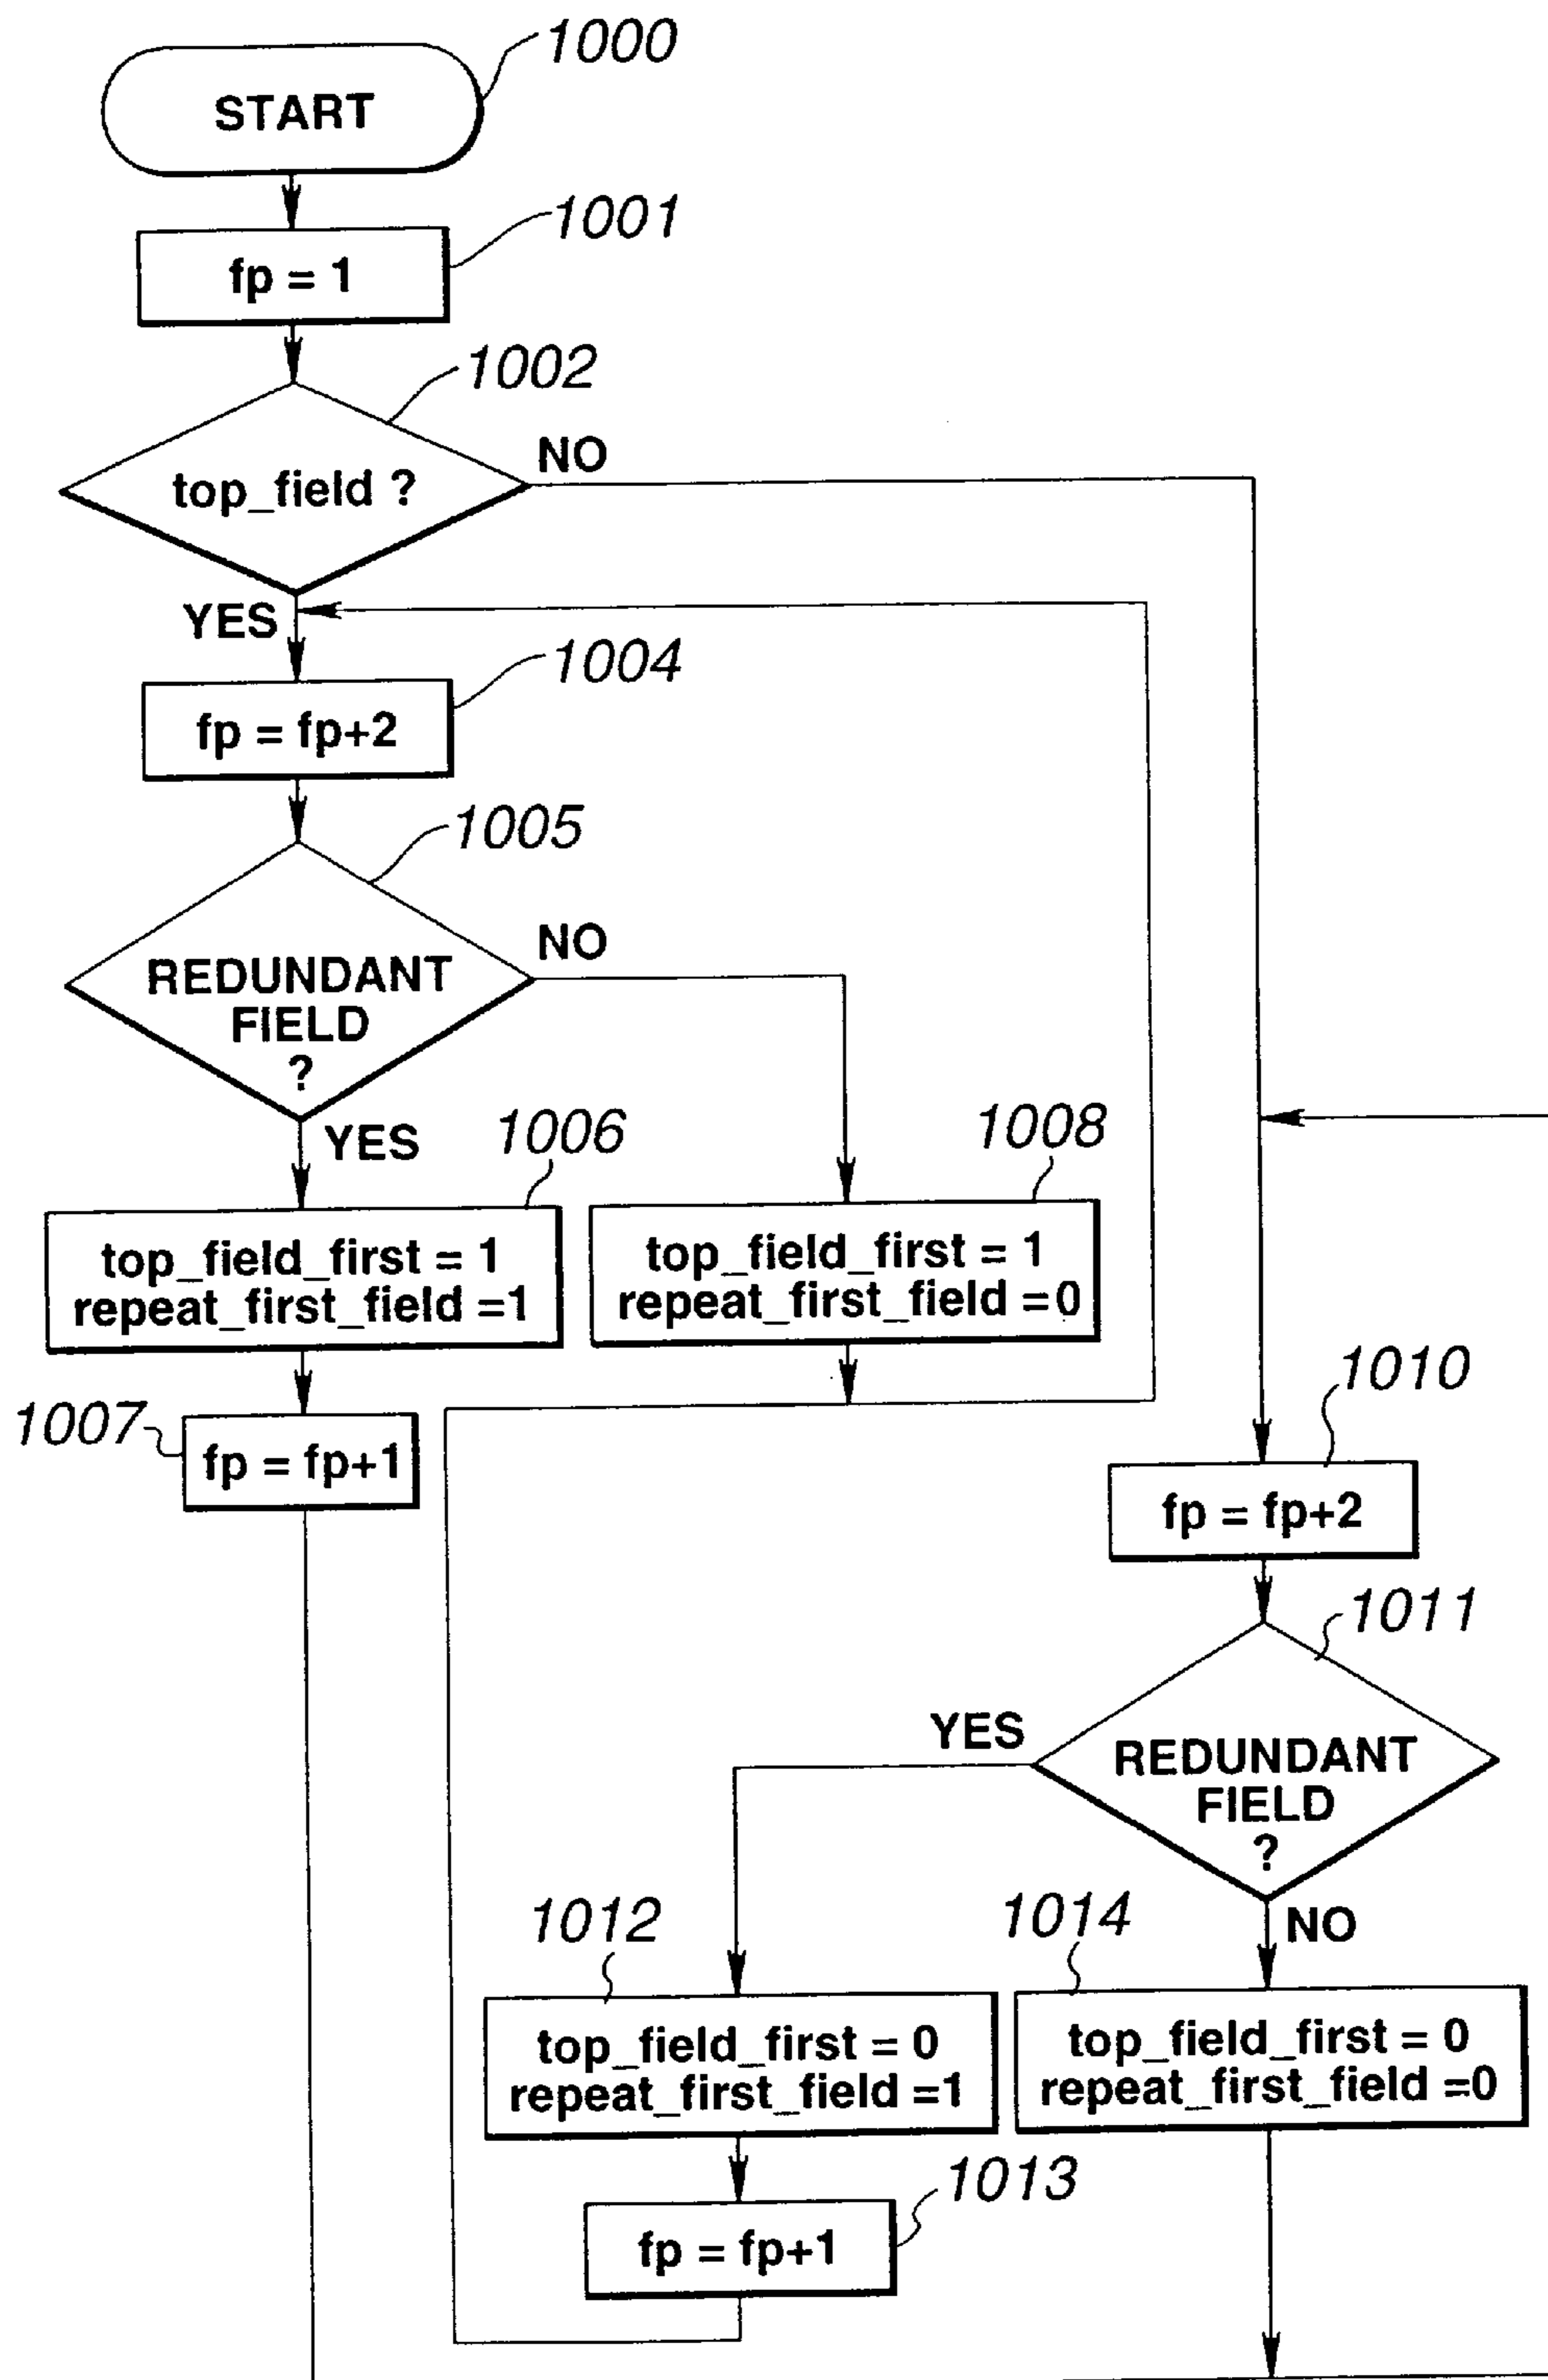 1000
START
1001
fp = 1
1002
top_field ?
NO
YES
1004
fp = fp+2
1005
REDUNDANT
FIELD
?
NO
YES
1006
top_field_first = 1
repeat_first_field =1
1008
top_field_first = 1
repeat_first_field =0
1007
fp = fp+1
1010
fp = fp+2
1011
REDUNDANT
FIELD
?
YES
NO
1012
top_field_first = 0
repeat_first_field =1
1014
top_field_first = 0
repeat_first_field =0
1013
fp = fp+1